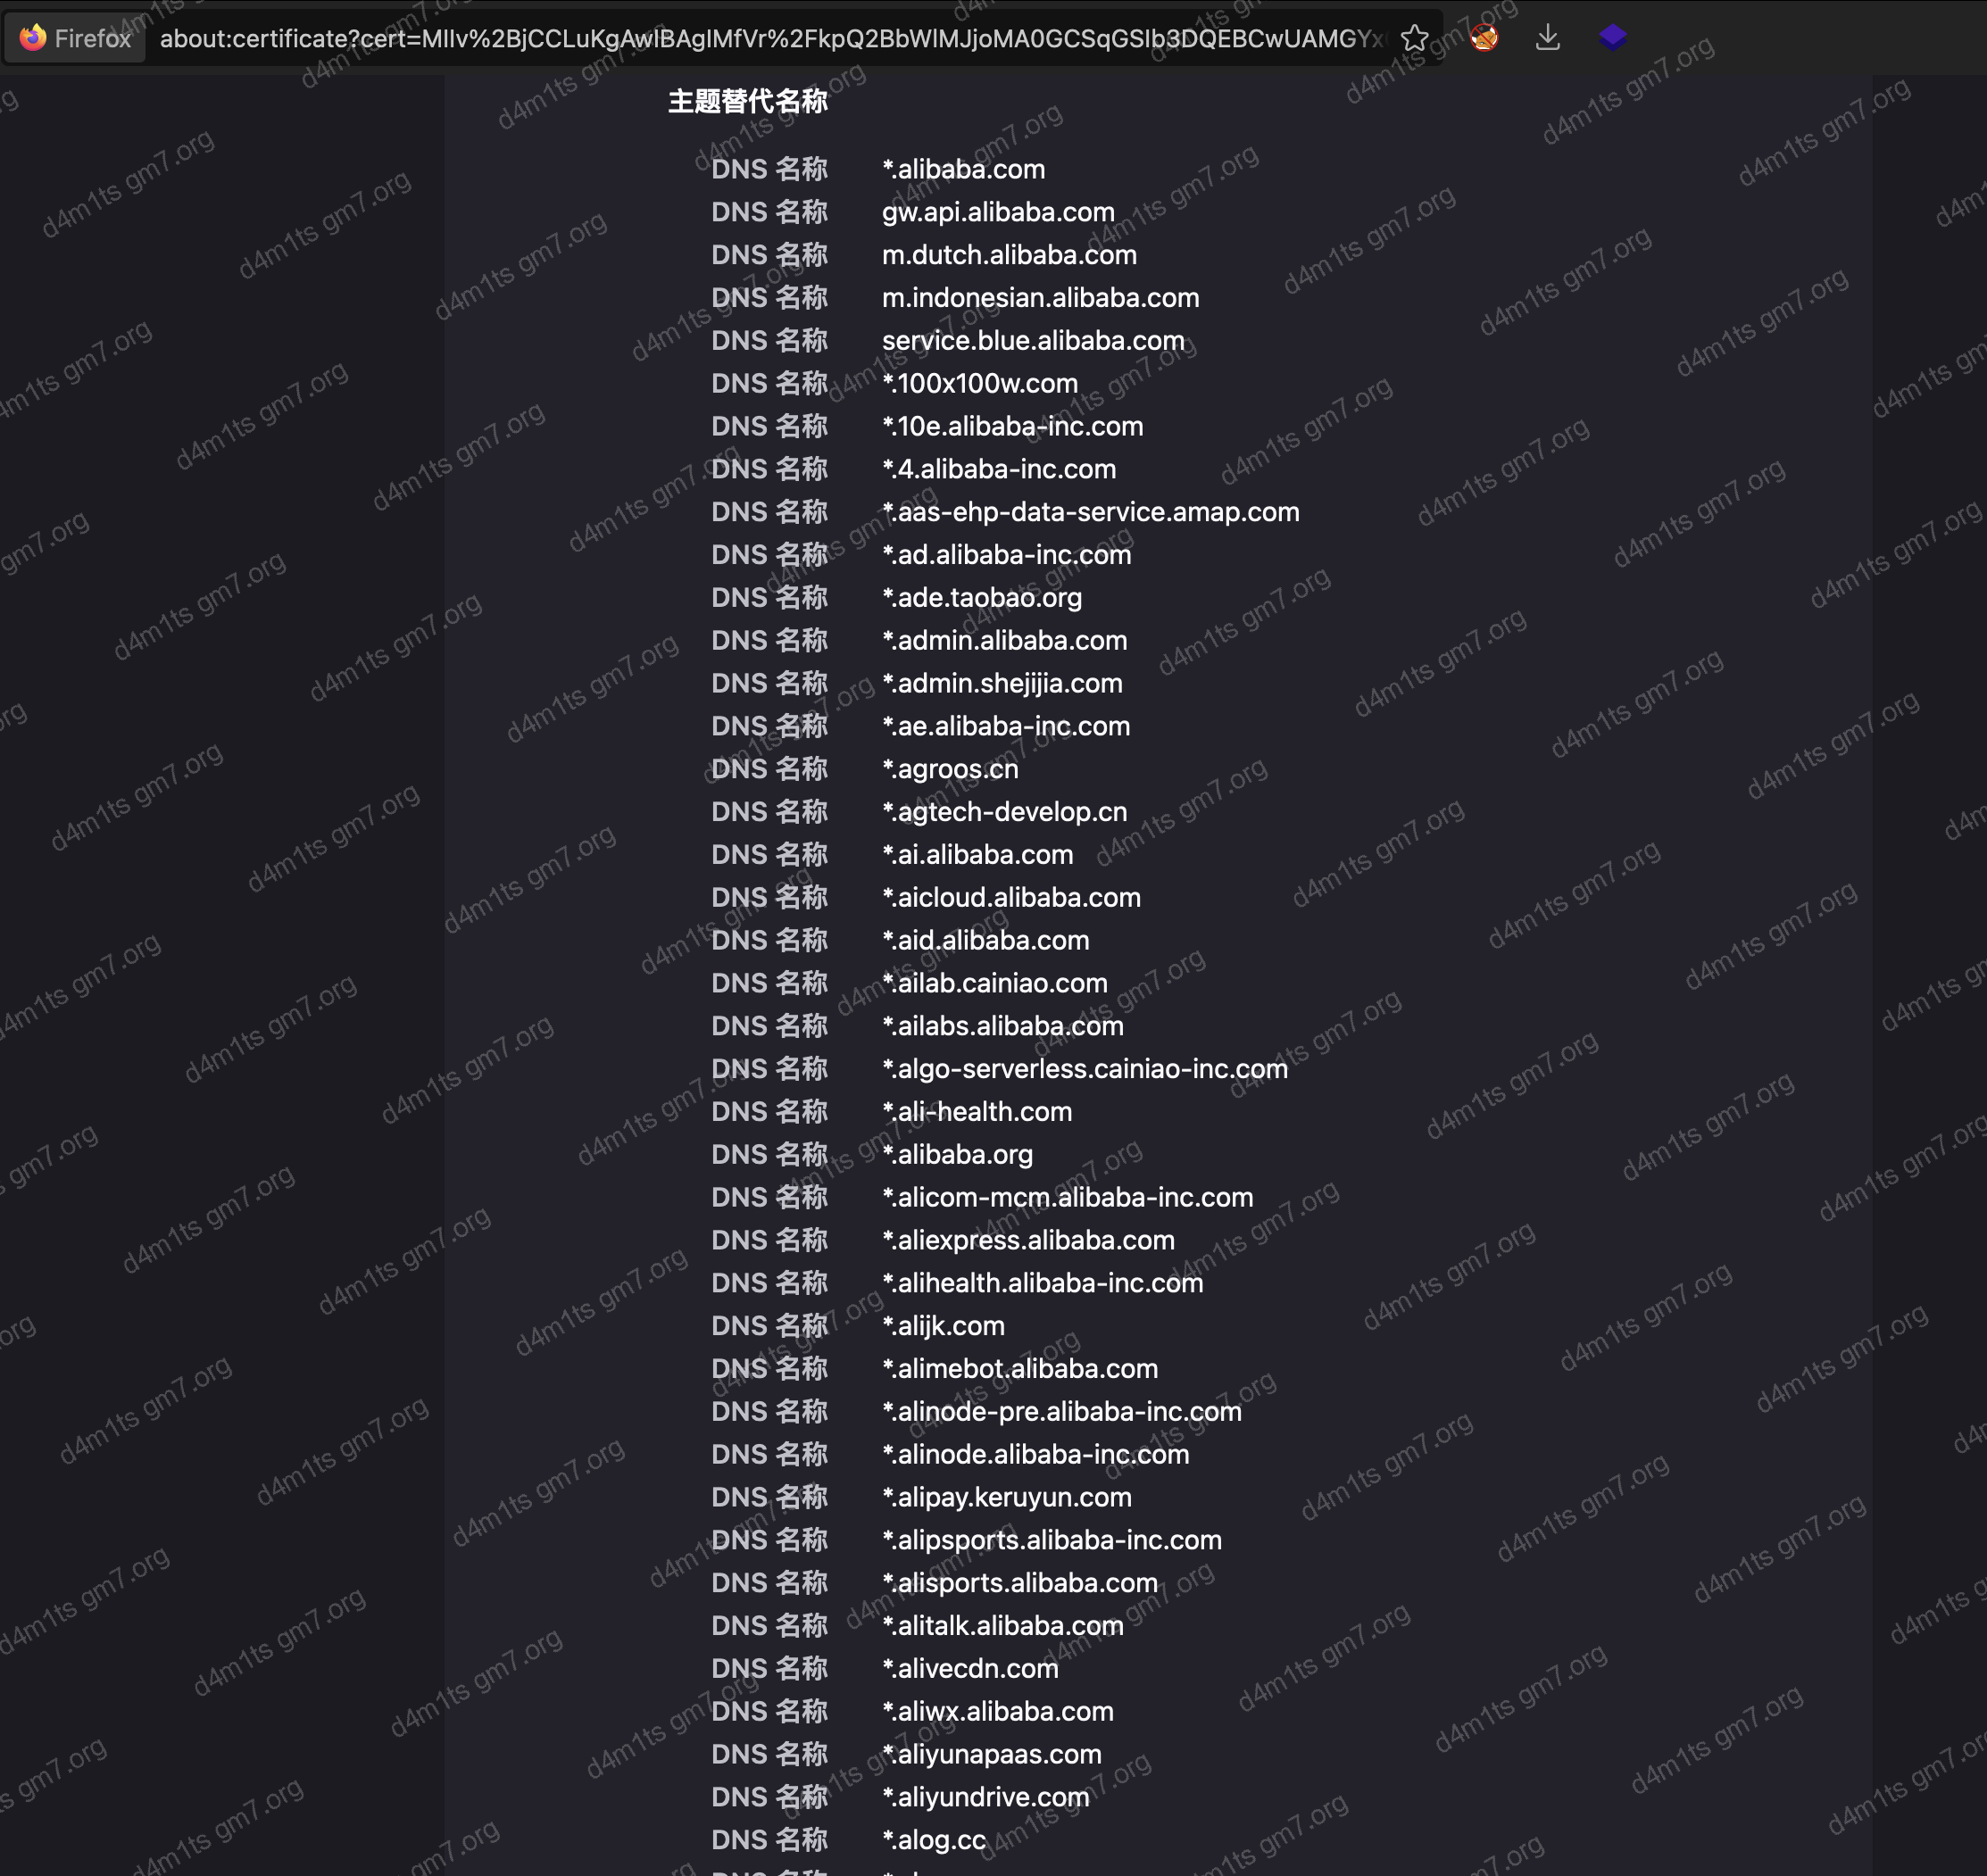 Firefox about:certificate?cert=MIIv%2BjCCLuKgAwIBAgIMfVr%2FkpQ2BbWlMJjoMA0GCSqGSIb3DQEBCwUAMGYx
主题替代名称
DNS 名称 *.alibaba.com
DNS 名称 gw.api.alibaba.com
DNS 名称 m.dutch.alibaba.com
DNS 名称 m.indonesian.alibaba.com
DNS 名称 service.blue.alibaba.com
DNS 名称 *.100x100w.com
DNS 名称 *.10e.alibaba-inc.com
DNS 名称 *.4.alibaba-inc.com
DNS 名称 *.aas-ehp-data-service.amap.com
DNS 名称 *.ad.alibaba-inc.com
DNS 名称 *.ade.taobao.org
DNS 名称 *.admin.alibaba.com
DNS 名称 *.admin.shejijia.com
DNS 名称 *.ae.alibaba-inc.com
DNS 名称 *.agroos.cn
DNS 名称 *.agtech-develop.cn
DNS 名称 *.ai.alibaba.com
DNS 名称 *.aicloud.alibaba.com
DNS 名称 *.aid.alibaba.com
DNS 名称 *.ailab.cainiao.com
DNS 名称 *.ailabs.alibaba.com
DNS 名称 *.algo-serverless.cainiao-inc.com
DNS 名称 *.ali-health.com
DNS 名称 *.alibaba.org
DNS 名称 *.alicom-mcm.alibaba-inc.com
DNS 名称 *.aliexpress.alibaba.com
DNS 名称 *.alihealth.alibaba-inc.com
DNS 名称 *.alijk.com
DNS 名称 *.alimebot.alibaba.com
DNS 名称 *.alinode-pre.alibaba-inc.com
DNS 名称 *.alinode.alibaba-inc.com
DNS 名称 *.alipay.keruyun.com
DNS 名称 *.alipsports.alibaba-inc.com
DNS 名称 *.alisports.alibaba.com
DNS 名称 *.alitalk.alibaba.com
DNS 名称 *.alivecdn.com
DNS 名称 *.aliwx.alibaba.com
DNS 名称 *.aliyunapaas.com
DNS 名称 *.aliyundrive.com
DNS 名称 *.alog.cc
d4m1ts gm7.org